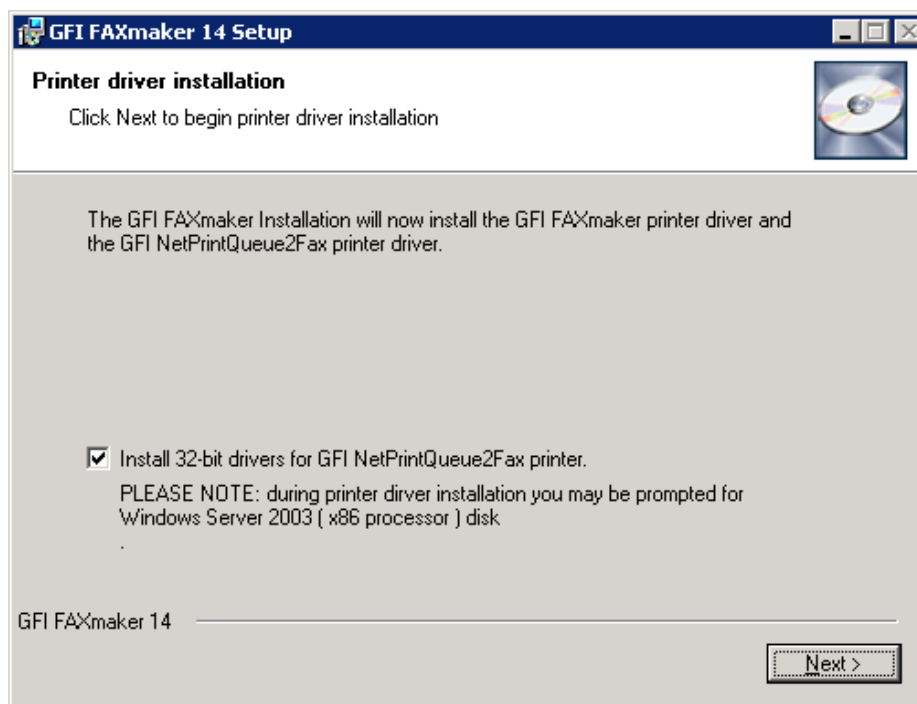 GFI FAXmaker 14 Setup
Printer driver installation
Click Next to begin printer driver installation
The GFI FAXmaker Installation will now install the GFI FAXmaker printer driver and
the GFI NetPrintQueue2Fax printer driver.
Install 32-bit drivers for GFI NetPrintQueue2Fax printer.
PLEASE NOTE: during printer dirver installation you may be prompted for
Windows Server 2003 ( x86 processor ) disk
.
GFI FAXmaker 14
Next >